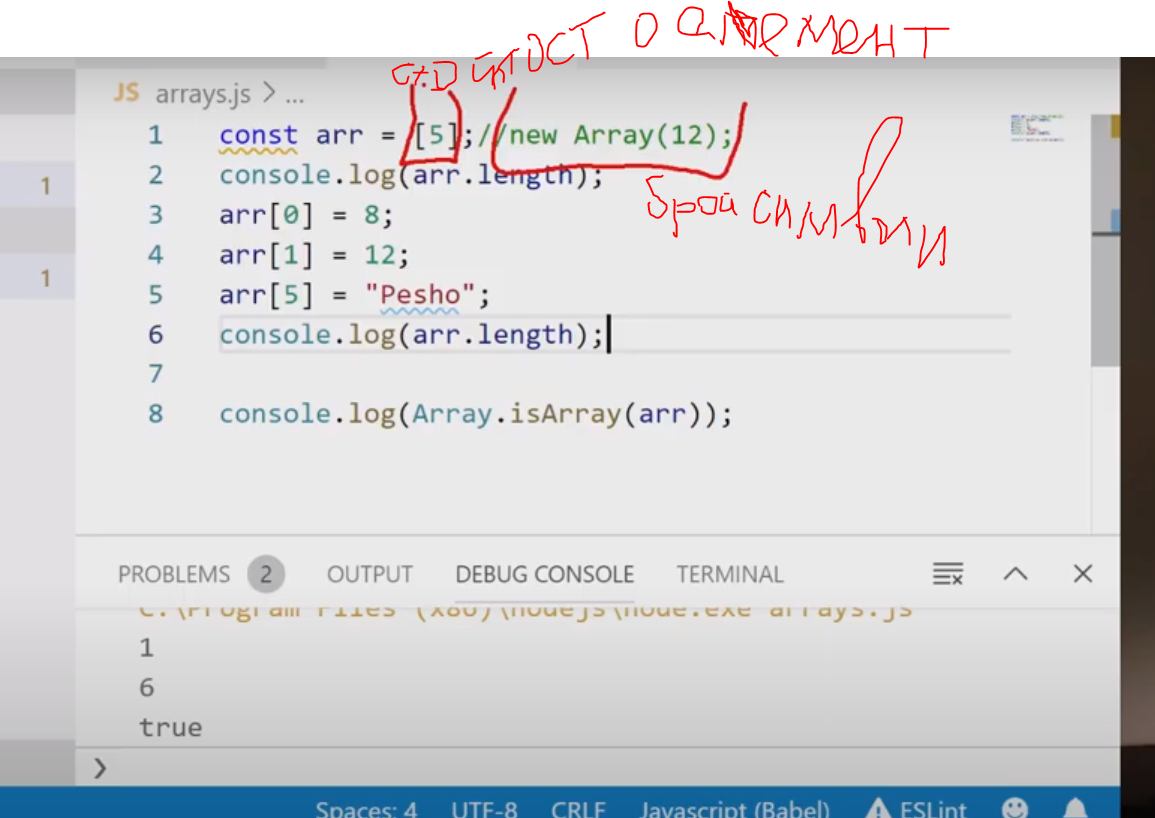 о елемент
JS arrays.js > ...
1 const arr = [5];//new Array(12);
1
2 console.log(arr.length);
брой символи
3 arr[0] = 8;
4 arr[1] = 12;
1
5 arr[5] = "Pesho";
6 console.log(arr.length);
7
8 console.log(Array.isArray(arr));
PROBLEMS 2 OUTPUT DEBUG CONSOLE TERMINAL
C:\Program Files (x86)\nodejs\node.exe arrays.js
1
6
true
>
Spaces: 4 UTF-8 CRLF Javascript (Babel) ESLint